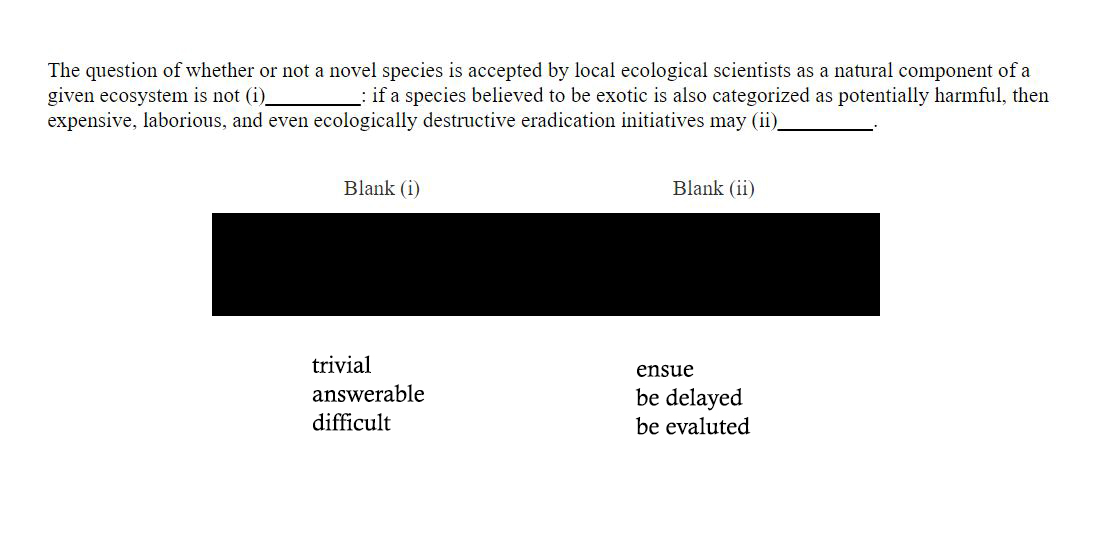 The question of whether or not a novel species is accepted by local ecological scientists as a natural component of a
given ecosystem is not (i)_________: if a species believed to be exotic is also categorized as potentially harmful, then
expensive, laborious, and even ecologically destructive eradication initiatives may (ii)_________.
Blank (i) Blank (ii)
trivial ensue
answerable be delayed
difficult be evaluted